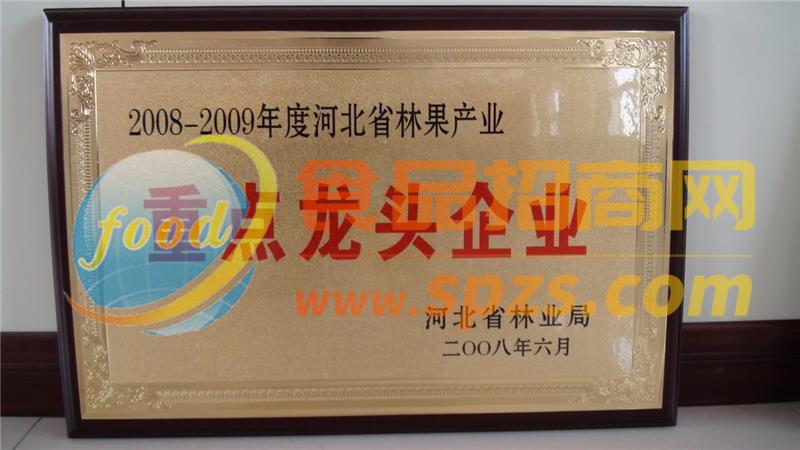 2008-2009年度河北省林果产业
重点龙头企业
food
食品招商网
www.spzs.com
河北省林业局
二OO八年六月